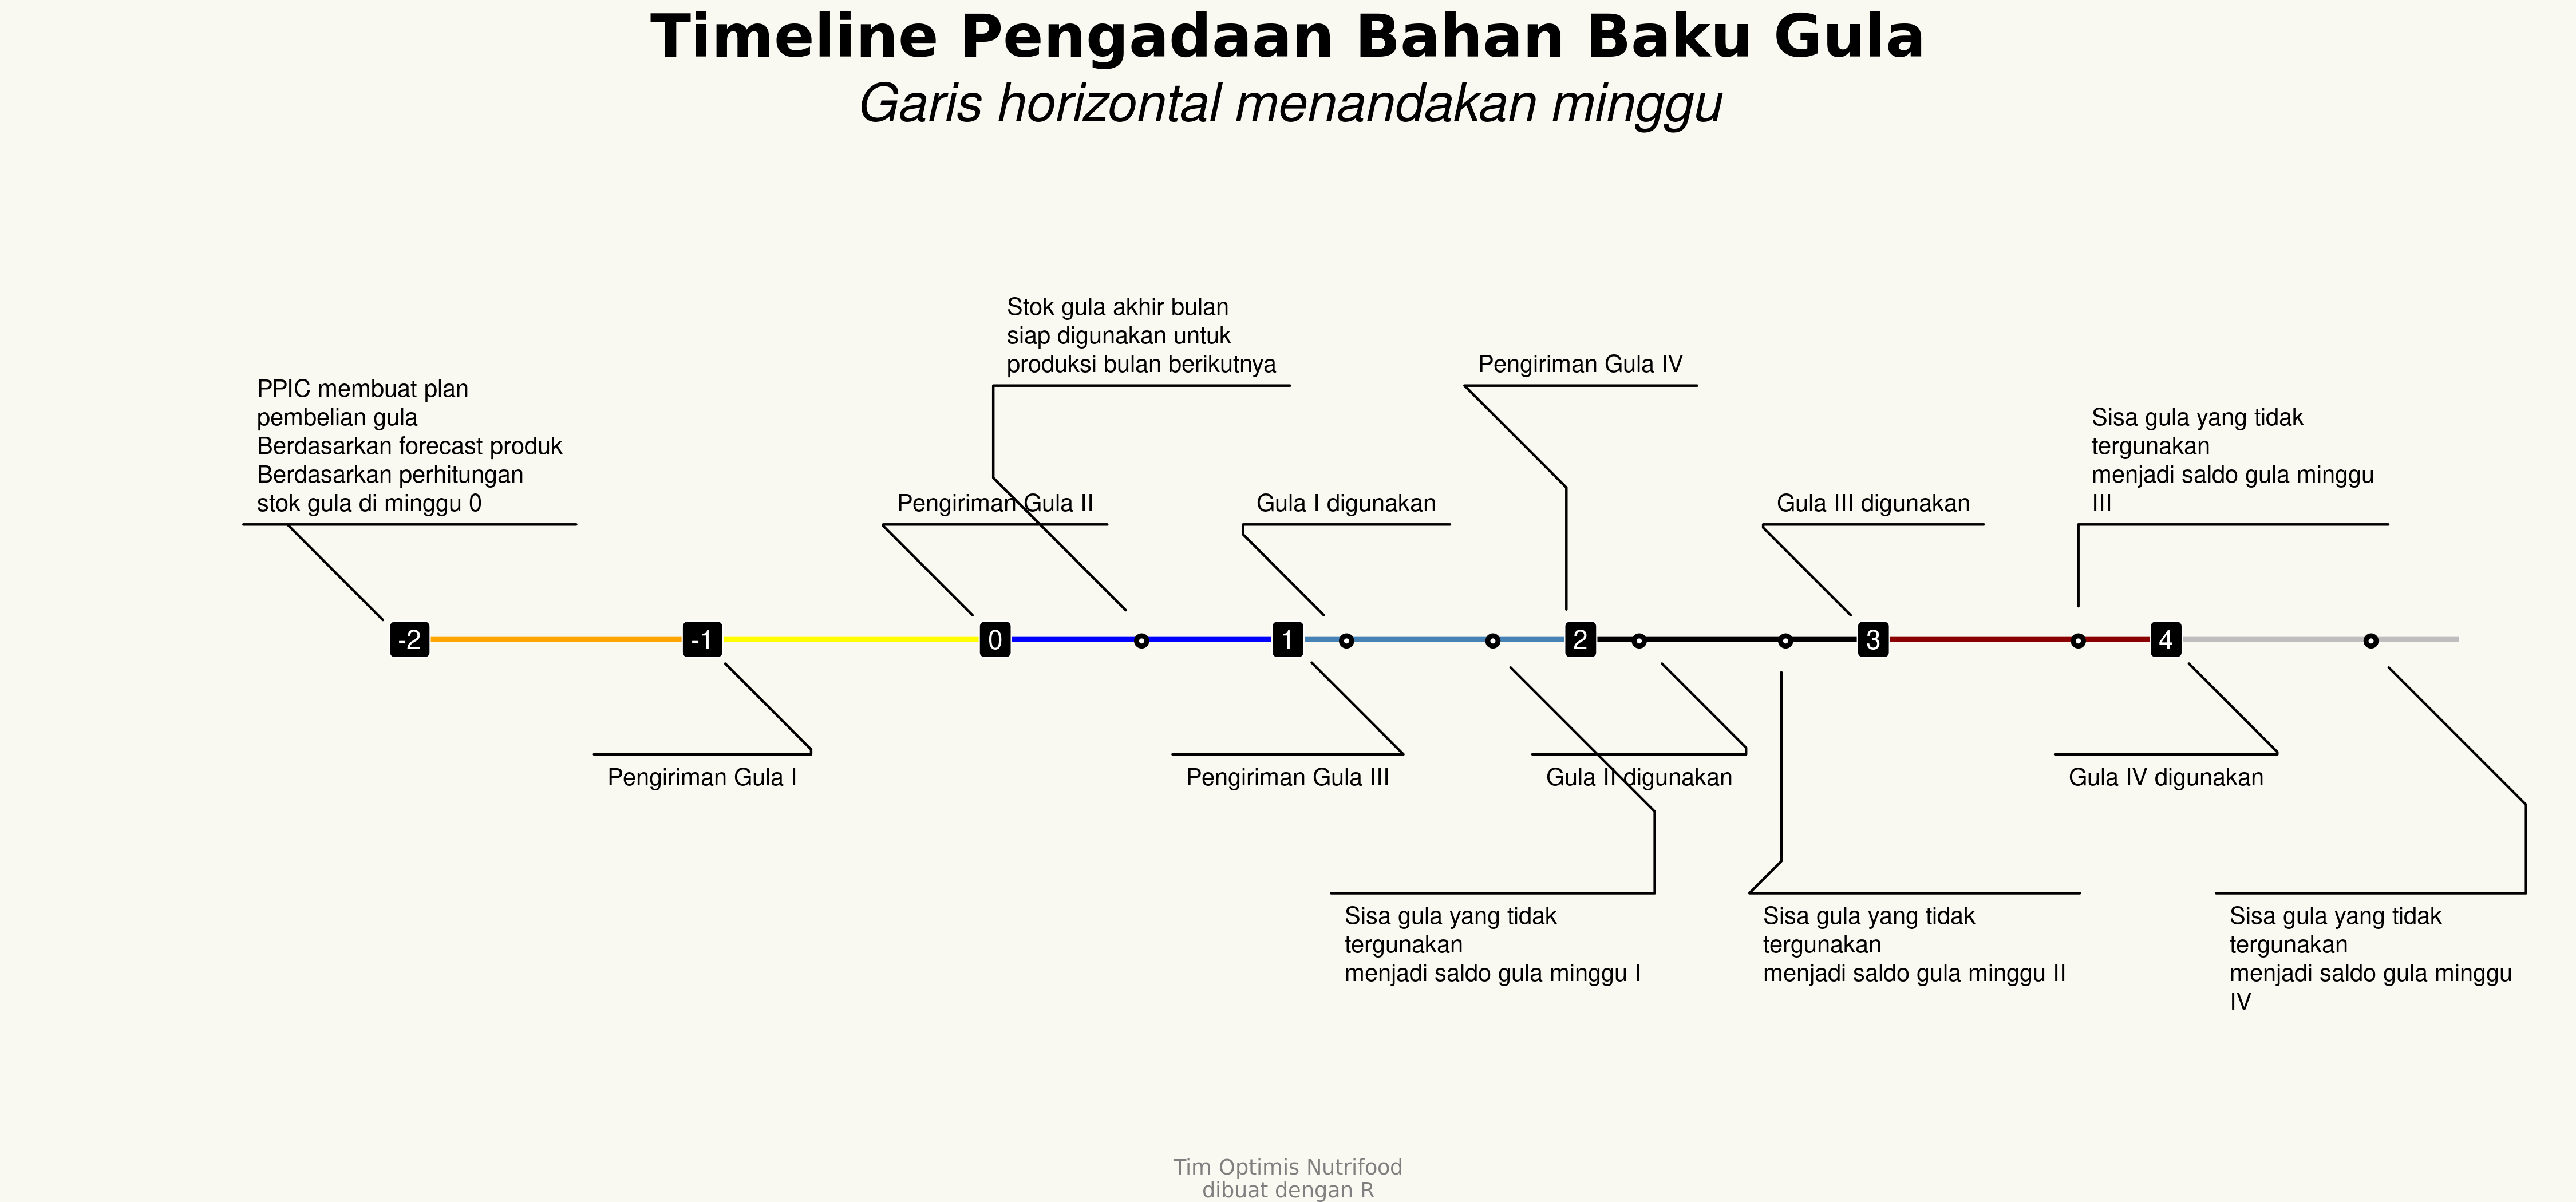 Timeline Pengadaan Bahan Baku Gula
Garis horizontal menandakan minggu
Stok gula akhir bulan
siap digunakan untuk
produksi bulan berikutnya
Pengiriman Gula IV
PPIC membuat plan
pembelian gula
Berdasarkan forecast produk
Berdasarkan perhitungan
stok gula di minggu 0
Sisa gula yang tidak
tergunakan
menjadi saldo gula minggu
III
Pengiriman Gula II
Gula I digunakan
Gula III digunakan
-2
-1
0
1
2
3
4
Pengiriman Gula I
Pengiriman Gula III
Gula II digunakan
Gula IV digunakan
Sisa gula yang tidak
tergunakan
menjadi saldo gula minggu I
Sisa gula yang tidak
tergunakan
menjadi saldo gula minggu II
Sisa gula yang tidak
tergunakan
menjadi saldo gula minggu
IV
Tim Optimis Nutrifood
dibuat dengan R